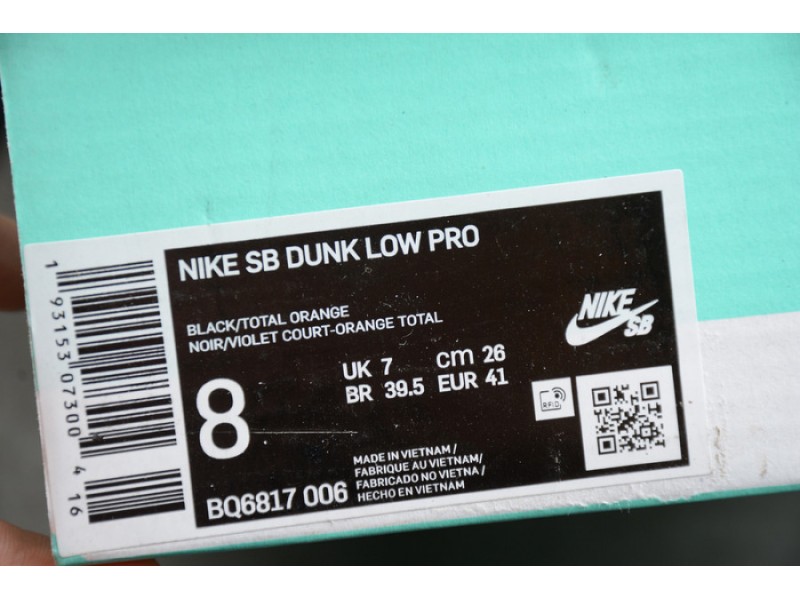 NIKE SB DUNK LOW PRO
BLACK/TOTAL ORANGE
NOIR/VIOLET COURT-ORANGE TOTAL
8
UK 7 cm 26
BR 39.5 EUR 41
NIKE
SB
RFID
BQ6817 006
MADE IN VIETNAM/
FABRIQUE AU VIETNAM/
FABRICADO NO VIETNA/
HECHO EN VIETNAM
1 93153 07300 4 16